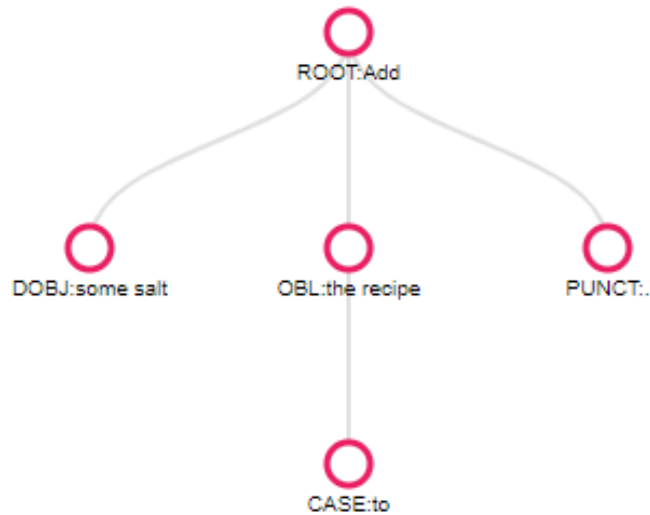 ROOT:Add
DOBJ:some salt
OBL:the recipe
PUNCT:.
CASE:to